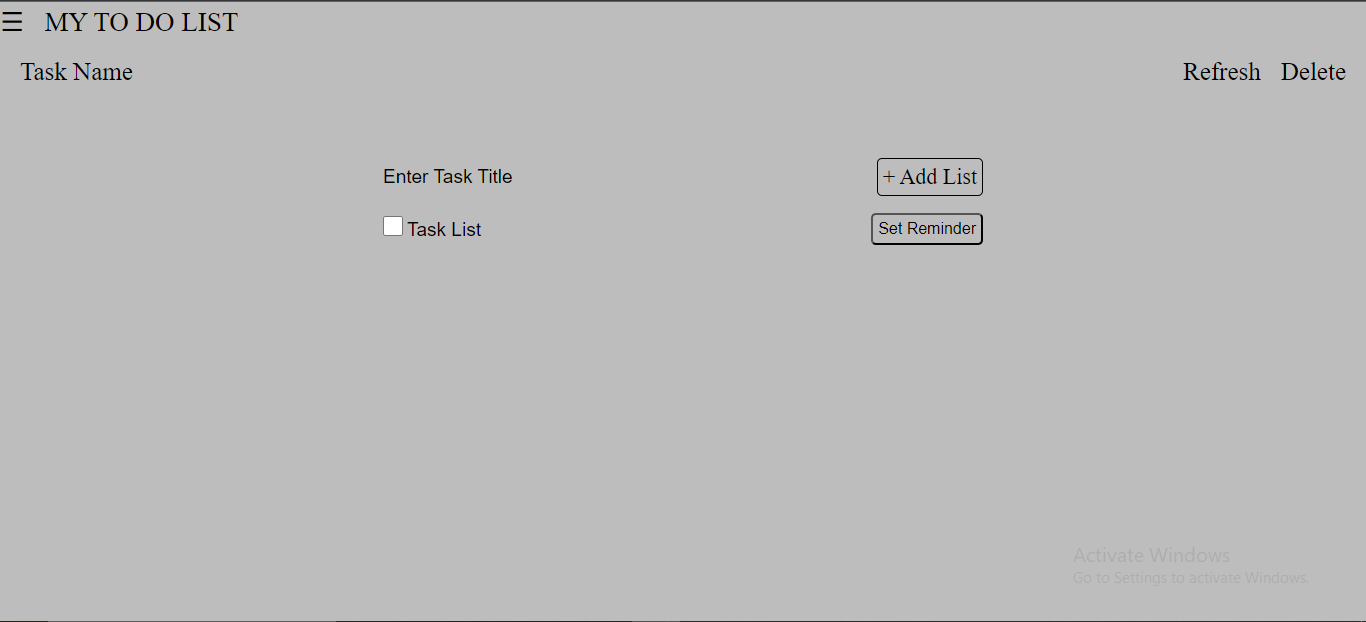 ☰ MY TO DO LIST
Task Name Refresh Delete
Enter Task Title + Add List
Task List Set Reminder
Activate Windows
Go to Settings to activate Windows.